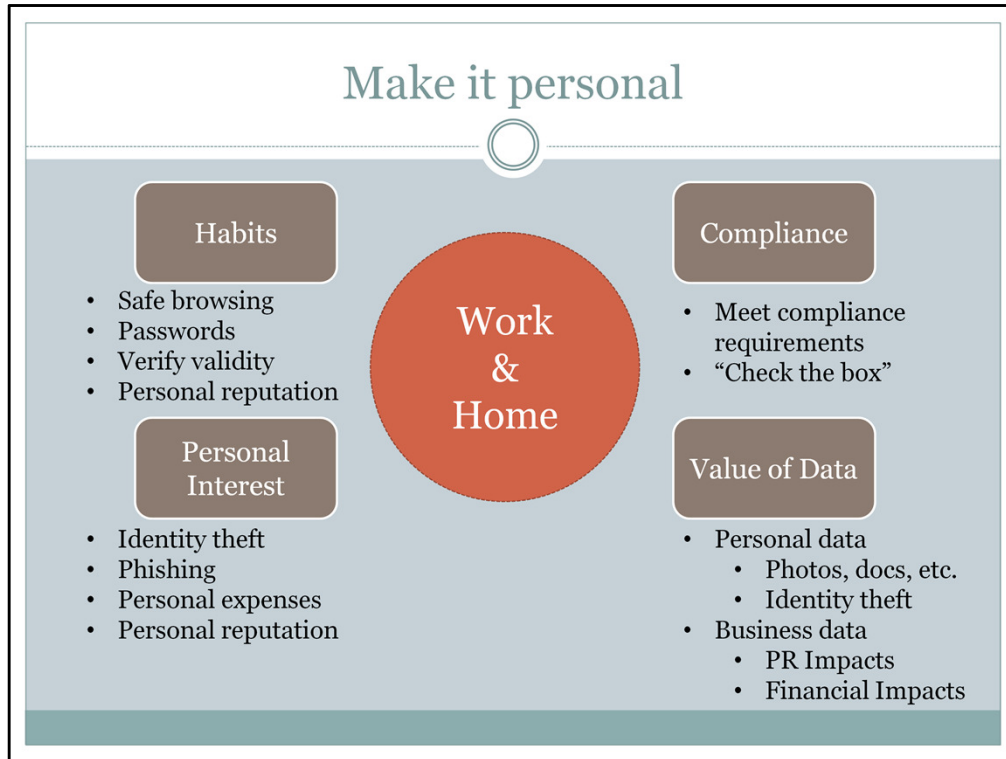 Make it personal
Habits
• Safe browsing
• Passwords
• Verify validity
• Personal reputation
Personal
Interest
• Identity theft
• Phishing
• Personal expenses
• Personal reputation
Work
&
Home
Compliance
• Meet compliance
requirements
• “Check the box”
Value of Data
• Personal data
• Photos, docs, etc.
• Identity theft
• Business data
• PR Impacts
• Financial Impacts